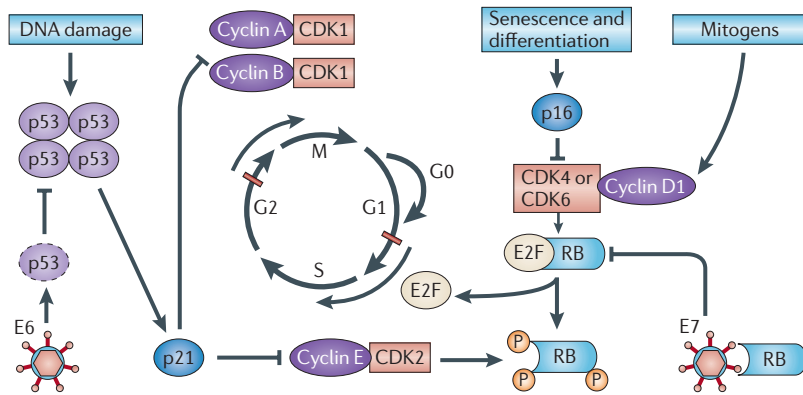 DNA damage
Cyclin A CDK1
Cyclin B CDK1
Senescence and
differentiation
Mitogens
p53 p53
p53 p53
p16
M
G0
G2
G1
S
CDK4 or
CDK6
Cyclin D1
p53
E2F RB
E2F
E6
E7
p21
Cyclin E CDK2
P
RB
P
P
RB